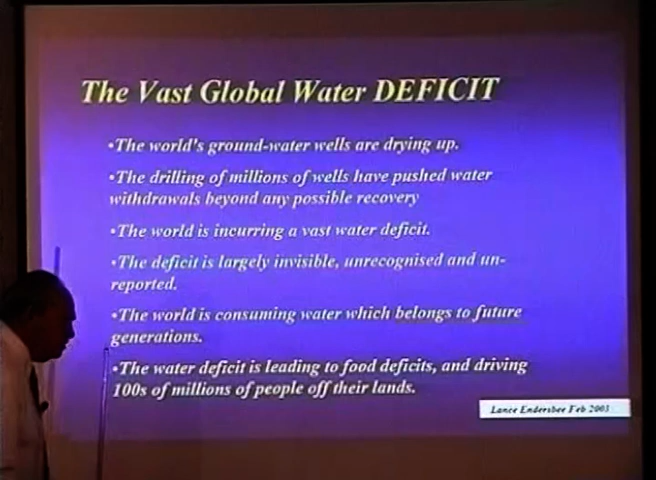 The Vast Global Water DEFICIT
•The world's ground-water wells are drying up.
•The drilling of millions of wells have pushed water
withdrawals beyond any possible recovery
•The world is incurring a vast water deficit.
•The deficit is largely invisible, unrecognised and un-
reported.
•The world is consuming water which belongs to future
generations.
•The water deficit is leading to food deficits, and driving
100s of millions of people off their lands.
Lance Endersbee Feb 2003